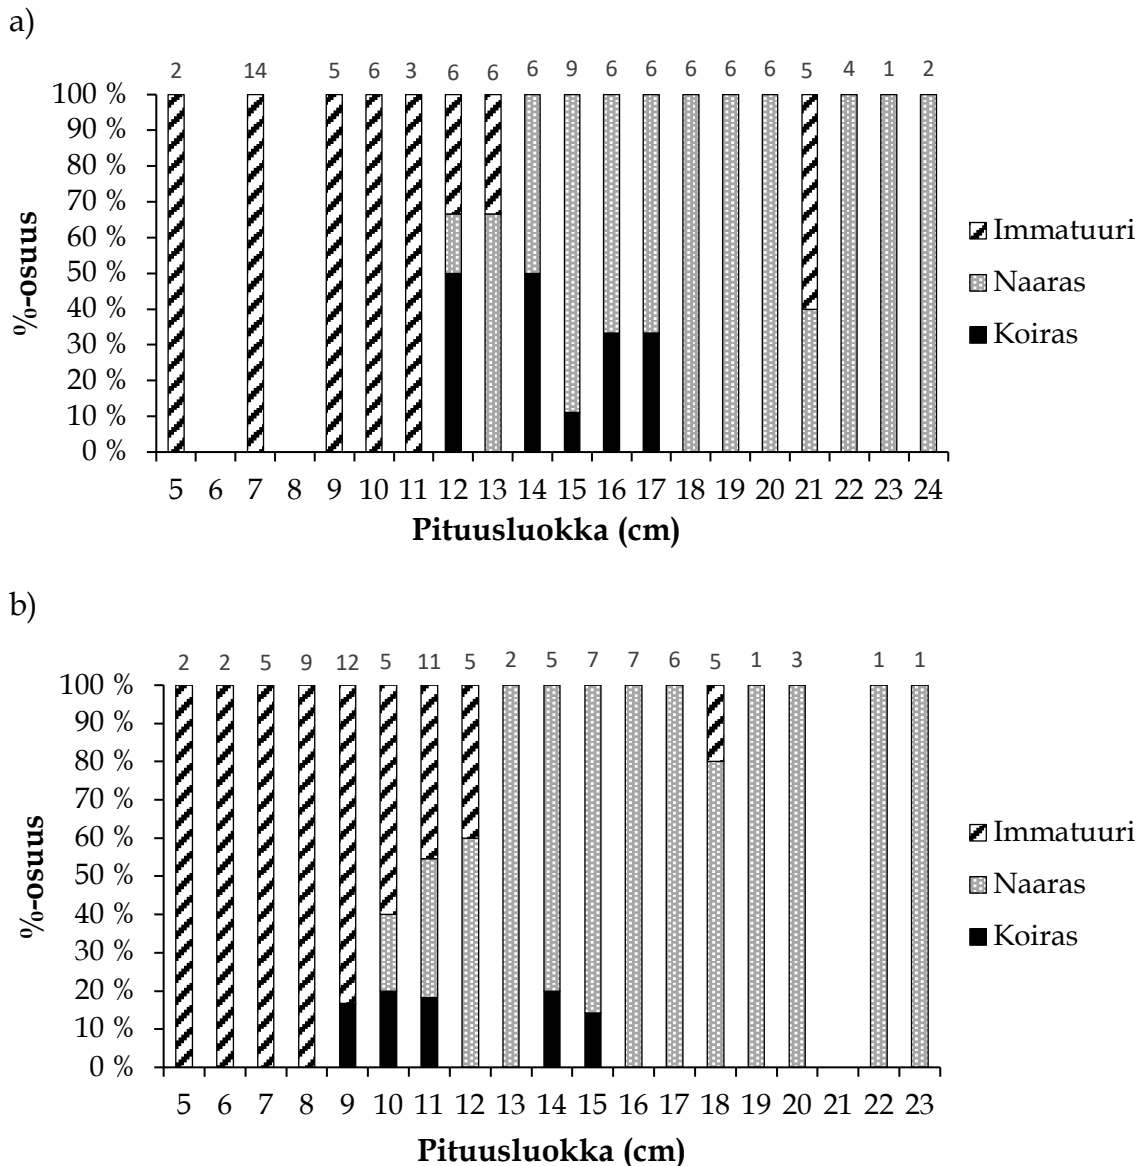 a)
2 14 5 6 3 6 6 6 9 6 6 6 6 6 5 4 1 2
100 %
90 %
80 %
70 %
60 %
50 %
40 %
30 %
20 %
10 %
0 %
%-osuus
5 6 7 8 9 10 11 12 13 14 15 16 17 18 19 20 21 22 23 24
Pituusluokka (cm)
Immatuuri
Naaras
Koiras
b)
2 2 5 9 12 5 11 5 2 5 7 7 6 5 1 3 1 1
100 %
90 %
80 %
70 %
60 %
50 %
40 %
30 %
20 %
10 %
0 %
%-osuus
5 6 7 8 9 10 11 12 13 14 15 16 17 18 19 20 21 22 23
Pituusluokka (cm)
Immatuuri
Naaras
Koiras